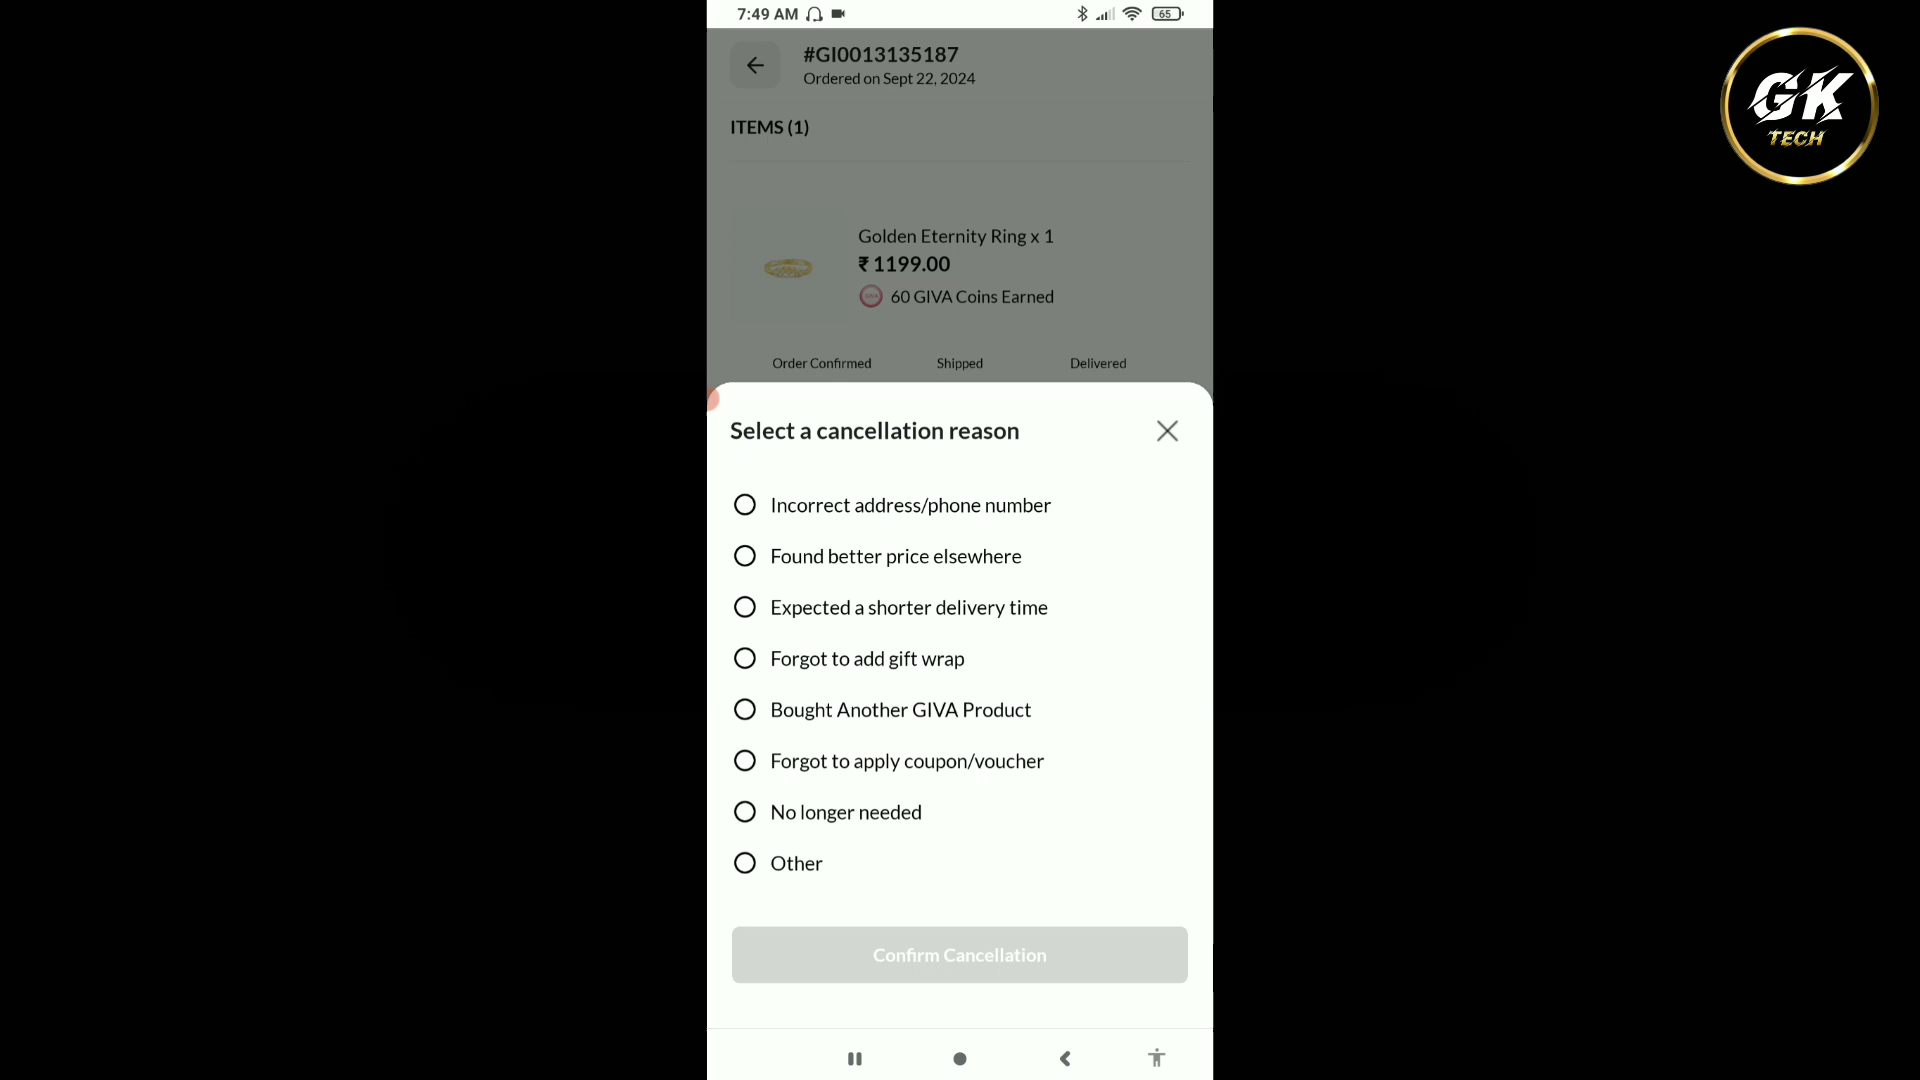 7:49 AM
65
GK
TECH
#GI0013135187
Ordered on Sept 22, 2024
ITEMS (1)
Golden Eternity Ring x 1
₹ 1199.00
60 GIVA Coins Earned
Order Confirmed
Shipped
Delivered
Select a cancellation reason
Incorrect address/phone number
Found better price elsewhere
Expected a shorter delivery time
Forgot to add gift wrap
Bought Another GIVA Product
Forgot to apply coupon/voucher
No longer needed
Other
Confirm Cancellation